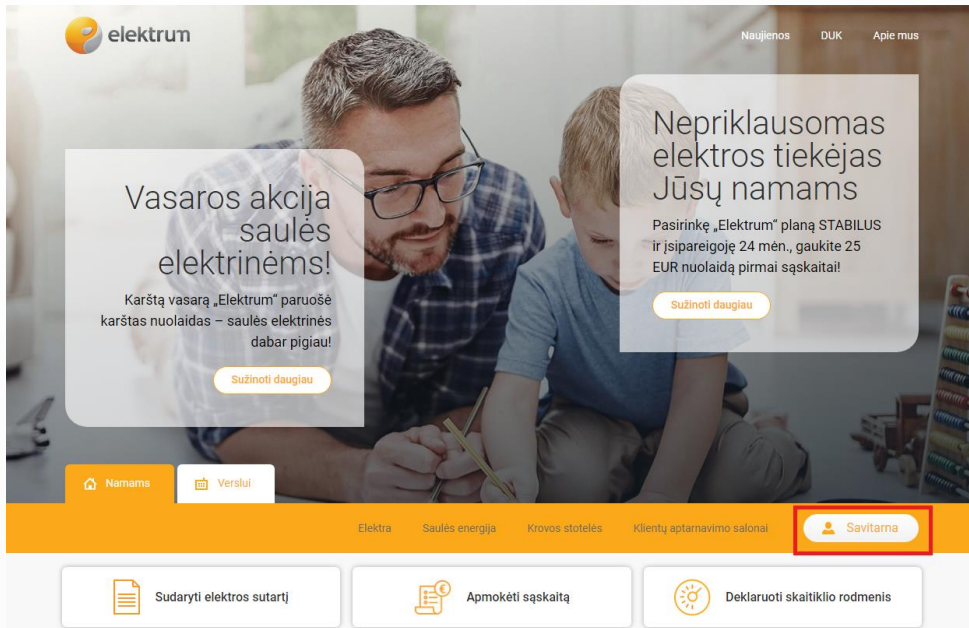 elektrum
Naujienos DUK Apie mus
Vasaros akcija
saulės
elektrinėms!
Karštą vasarą „Elektrum“ paruošė
karštas nuolaidas – saulės elektrinės
dabar pigiau!
Sužinoti daugiau
Nepriklausomas
elektros tiekėjas
Jūsų namams
Pasirinkę „Elektrum“ planą STABILUS
ir įsipareigoję 24 mėn., gaukite 25
EUR nuolaidą pirmai sąskaitai!
Sužinoti daugiau
Namams Verslui
Elektra Saulės energija Krovos stotelės Klientų aptarnavimo salonai Savitarna
Sudaryti elektros sutartį Apmokėti sąskaitą Deklaruoti skaitiklio rodmenis